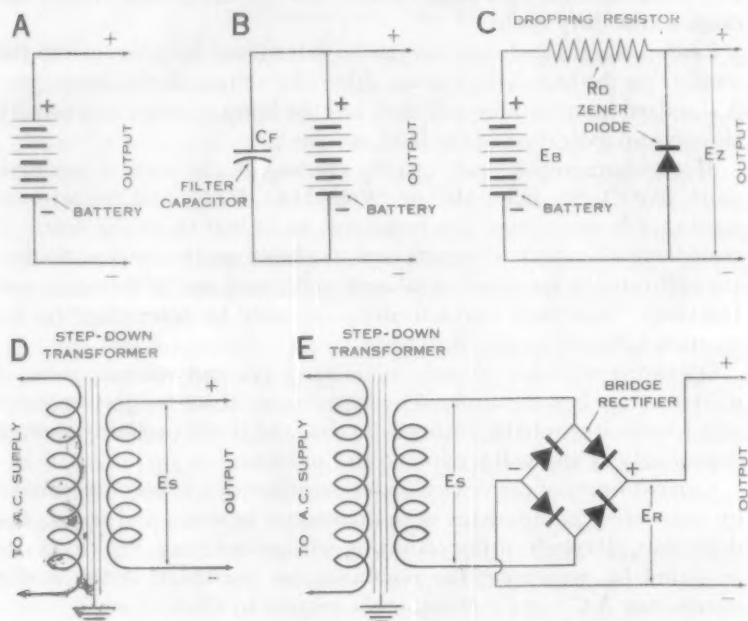 A
+
+
BATTERY
-
OUTPUT
-
B
+
CF
FILTER
CAPACITOR
+
BATTERY
-
OUTPUT
-
C
DROPPING RESISTOR
+
RD
ZENER
DIODE
+
EB
EZ
OUTPUT
-
BATTERY
-
D
STEP-DOWN
TRANSFORMER
TO A.C. SUPPLY
ES
+
OUTPUT
E
STEP-DOWN
TRANSFORMER
TO A.C. SUPPLY
ES
BRIDGE
RECTIFIER
+
ER
+
OUTPUT
-